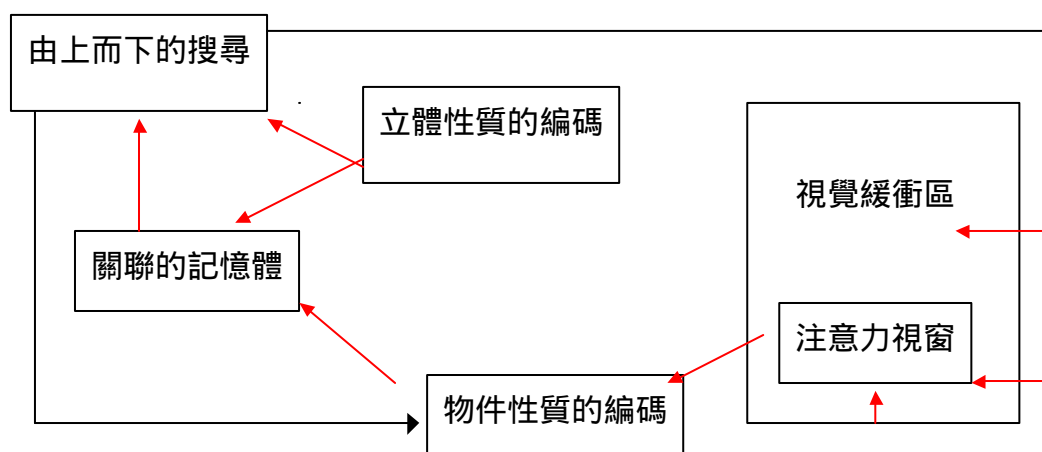 由上而下的搜尋
立體性質的編碼
視覺緩衝區
關聯的記憶體
注意力視窗
物件性質的編碼